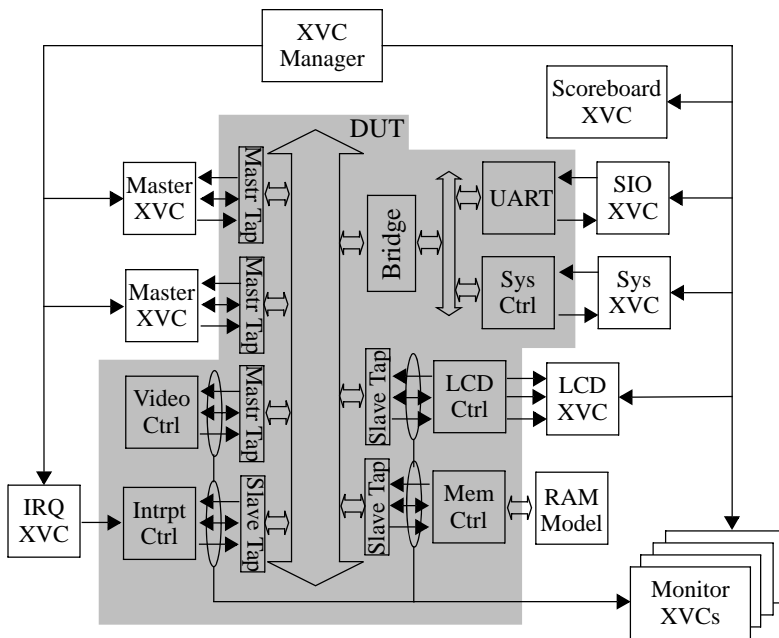 XVC
Manager
DUT
Scoreboard
XVC
Master
XVC
Mastr Tap
UART
SIO
XVC
Bridge
Master
XVC
Mastr Tap
Sys
Ctrl
Sys
XVC
Video
Ctrl
Mastr Tap
Slave Tap
LCD
Ctrl
LCD
XVC
IRQ
XVC
Intrpt
Ctrl
Slave Tap
Slave Tap
Mem
Ctrl
RAM
Model
Monitor
XVCs